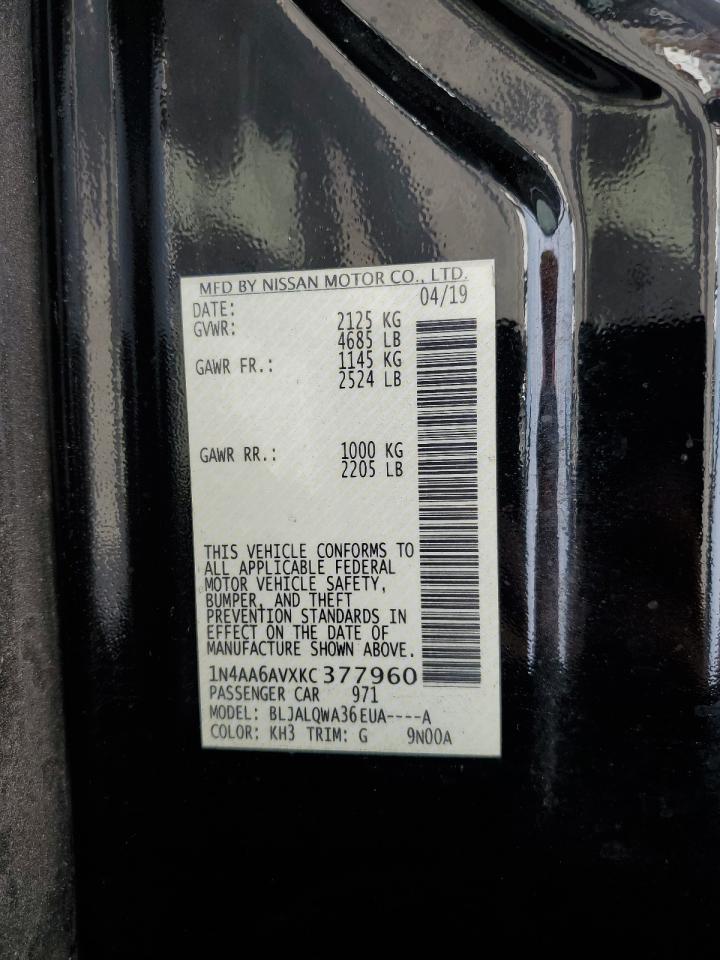 MFD BY NISSAN MOTOR CO., LTD.
DATE: 04/19
GVWR: 2125 KG
4685 LB
GAWR FR.: 1145 KG
2524 LB
GAWR RR.: 1000 KG
2205 LB
THIS VEHICLE CONFORMS TO
ALL APPLICABLE FEDERAL
MOTOR VEHICLE SAFETY,
BUMPER, AND THEFT
PREVENTION STANDARDS IN
EFFECT ON THE DATE OF
MANUFACTURE SHOWN ABOVE.
1N4AA6AVXKC 377960
PASSENGER CAR 971
MODEL: BLJALQWA36EUA----A
COLOR: KH3 TRIM: G 9N00A